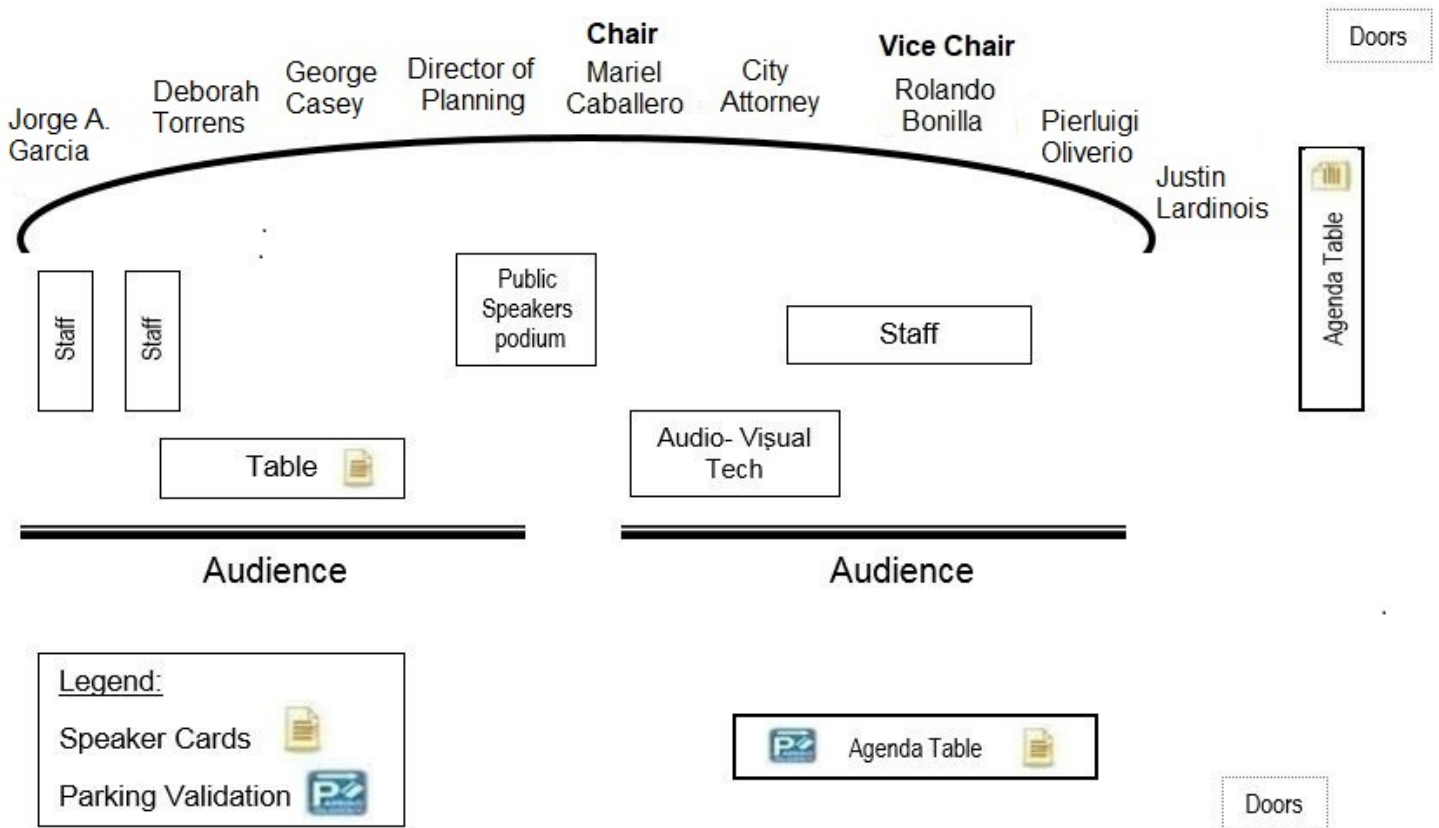 Chair
Mariel
Caballero
Vice Chair
Rolando
Bonilla
Doors
Jorge A.
Garcia
Deborah
Torrens
George
Casey
Director of
Planning
City
Attorney
Pierluigi
Oliverio
Justin
Lardinois
Agenda Table
Staff
Staff
Public
Speakers
podium
Staff
Table
Audio- Visual
Tech
Audience
Audience
Legend:
Speaker Cards
Parking Validation
Agenda Table
Doors